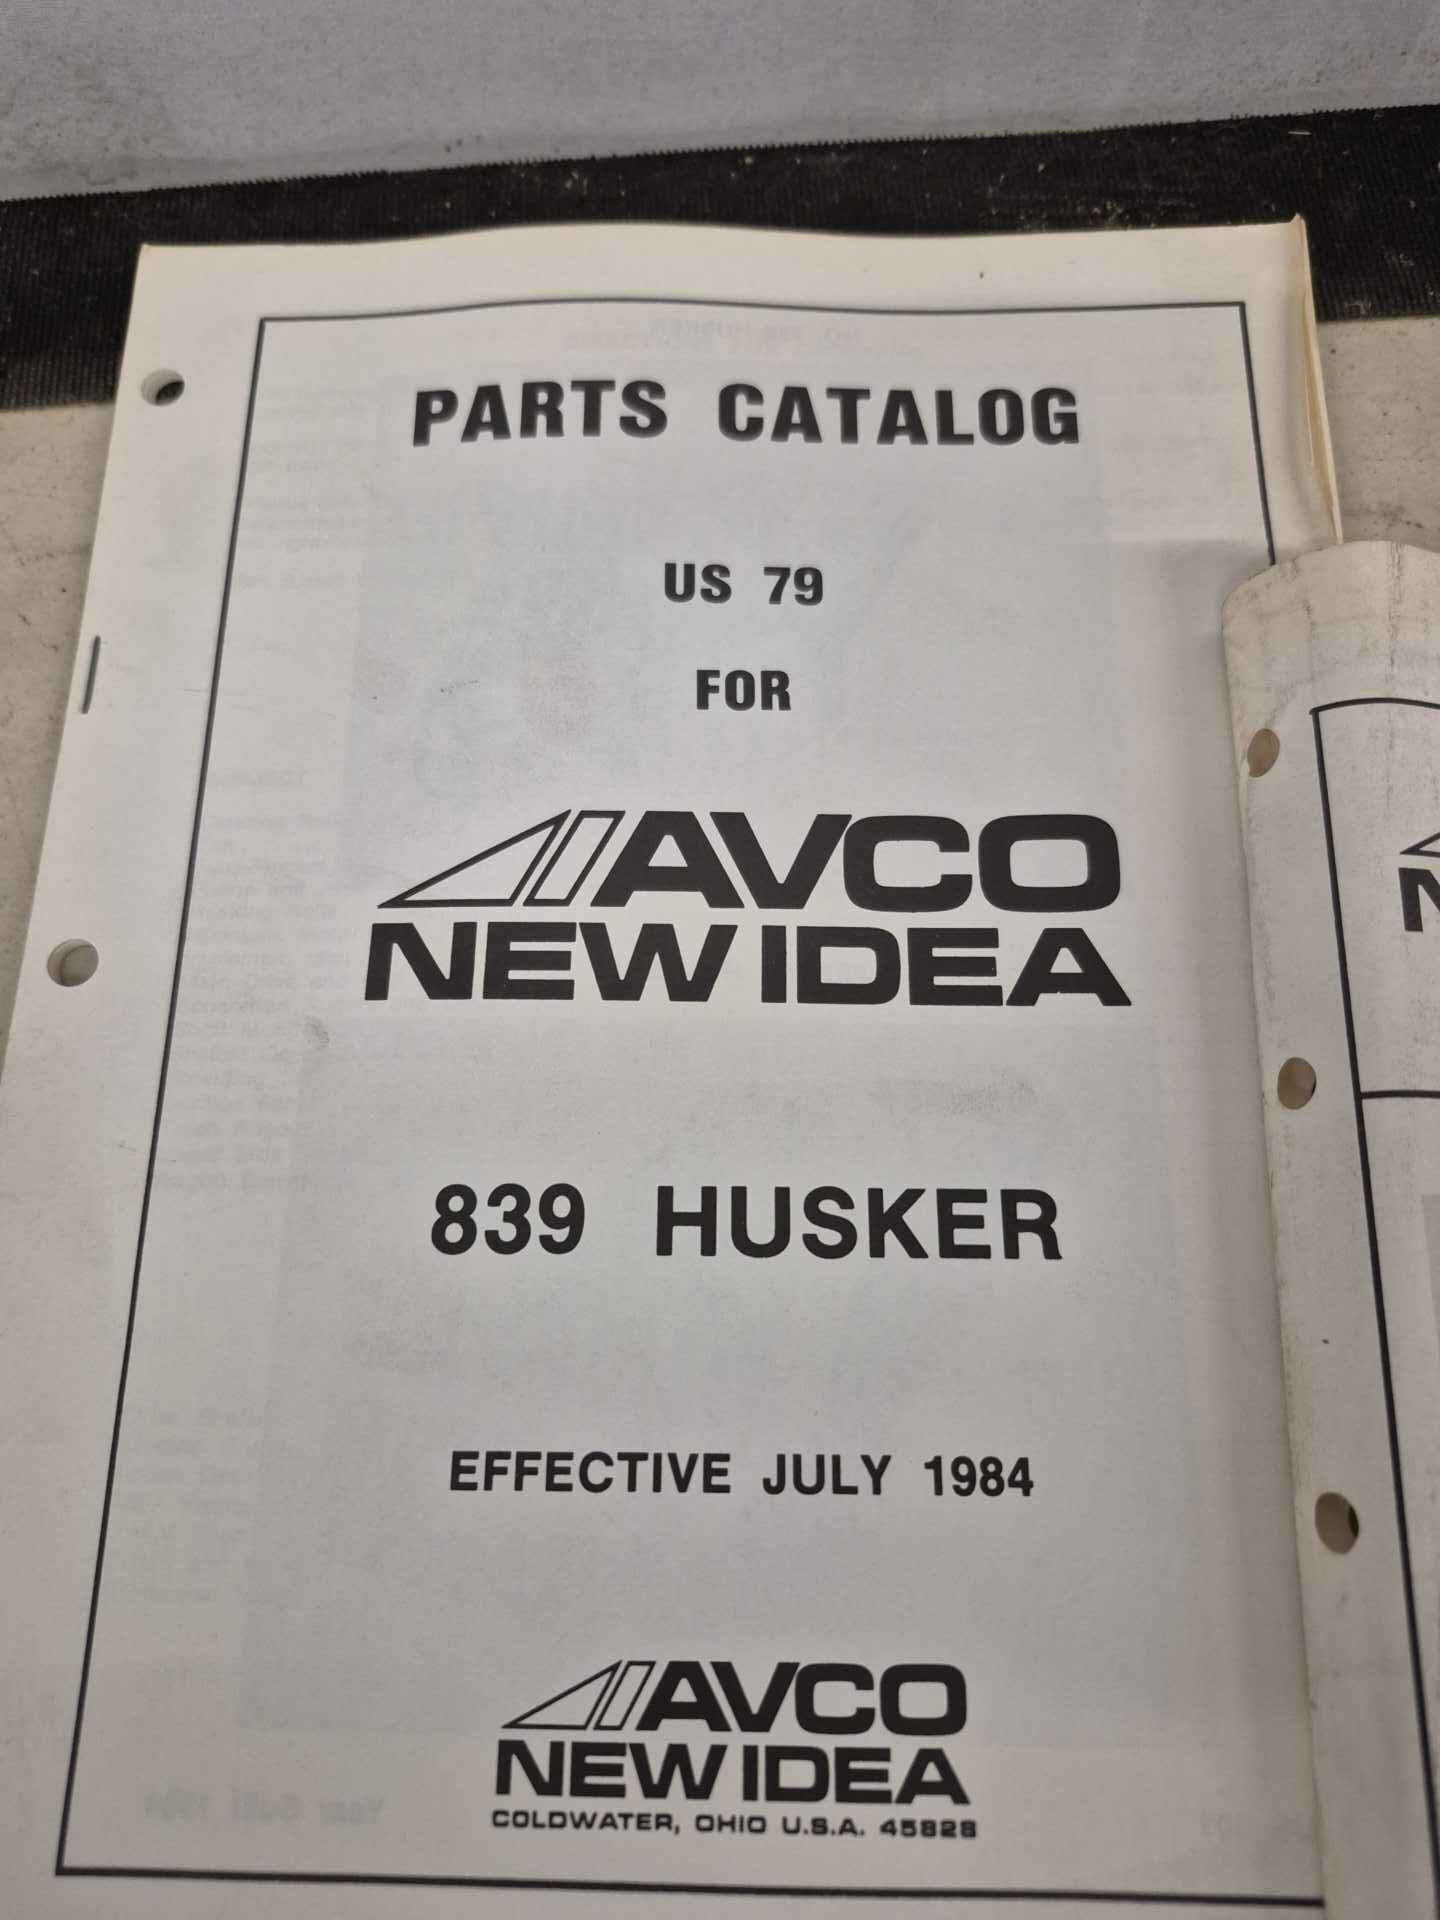 PARTS CATALOG
US 79
FOR
AVCO
NEW IDEA
839 HUSKER
EFFECTIVE JULY 1984
AVCO
NEW IDEA
COLDWATER, OHIO U.S.A. 45828
N